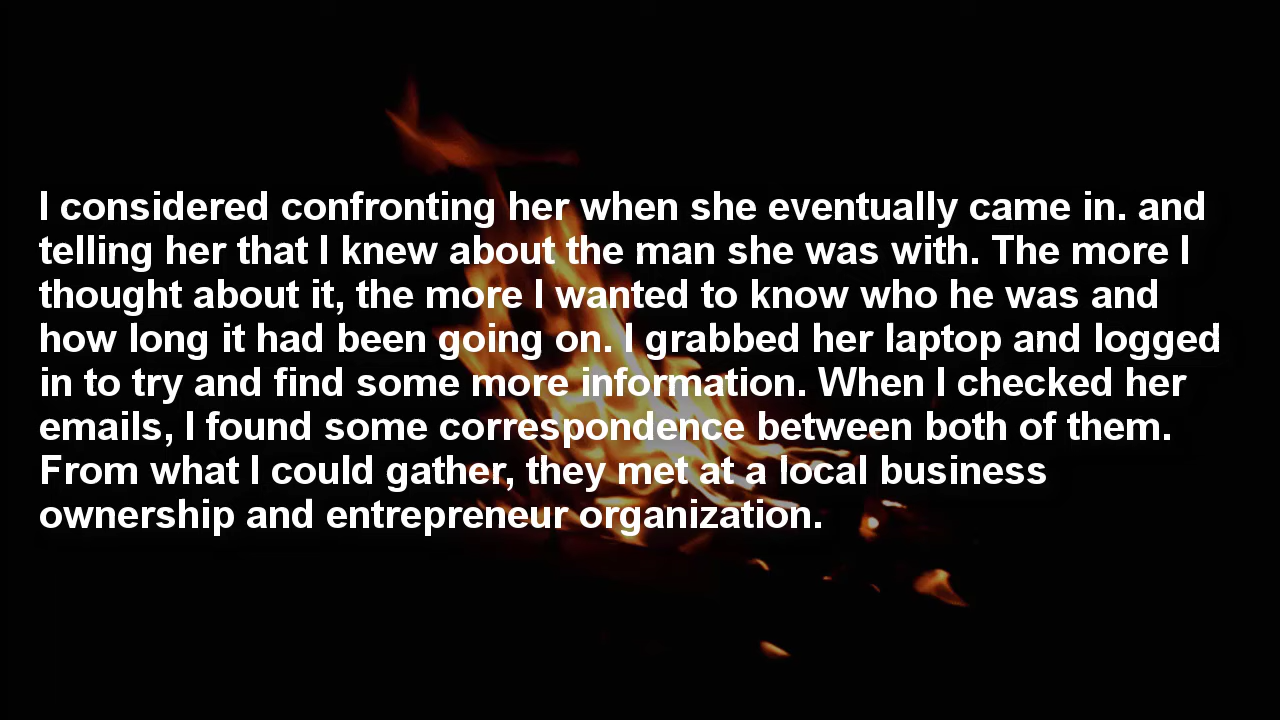 I considered confronting her when she eventually came in. and
telling her that I knew about the man she was with. The more I
thought about it, the more I wanted to know who he was and
how long it had been going on. I grabbed her laptop and logged
in to try and find some more information. When I checked her
emails, I found some correspondence between both of them.
From what I could gather, they met at a local business
ownership and entrepreneur organization.